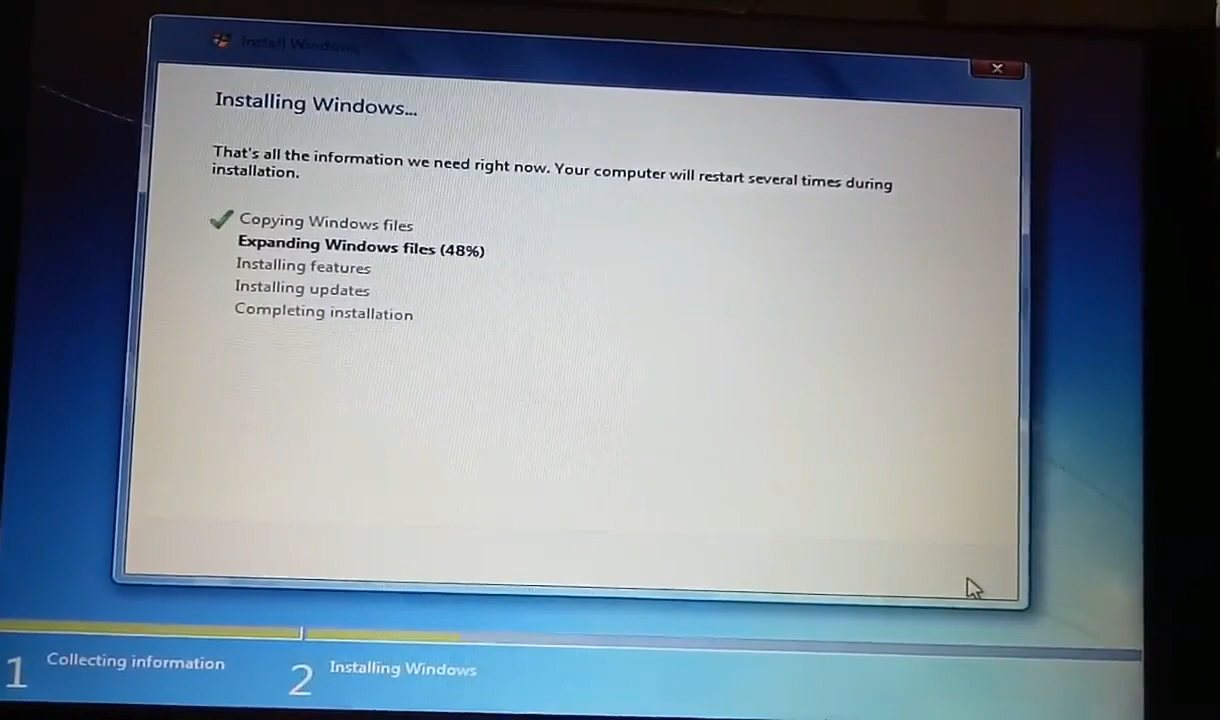 Install Windows
Installing Windows...
That's all the information we need right now. Your computer will restart several times during
installation.
Copying Windows files
Expanding Windows files (48%)
Installing features
Installing updates
Completing installation
1 Collecting information
2 Installing Windows